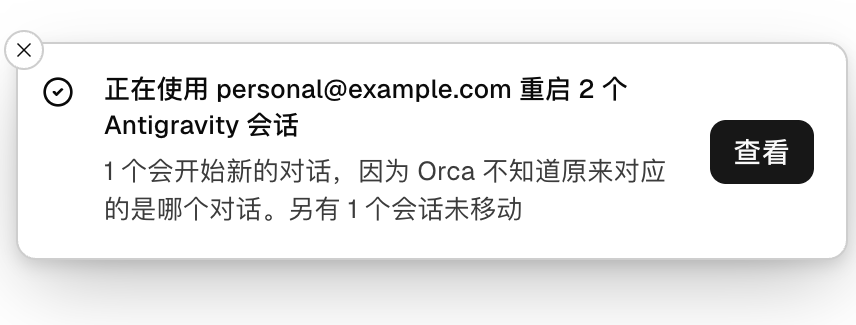 正在使用 personal@example.com 重启 2 个
Antigravity 会话
1 个会开始新的对话，因为 Orca 不知道原来对应
的是哪个对话。另有 1 个会话未移动
查看